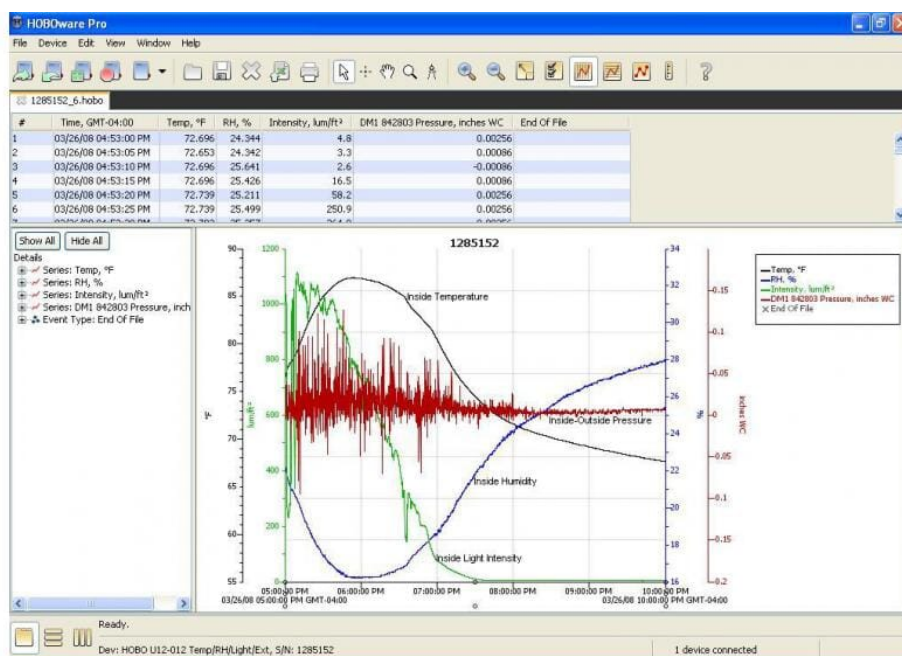 HOBOware Pro
File Device Edit View Window Help
1285152_6.hobo
# Time, GMT-04:00 Temp, °F RH, % Intensity, lum/ft² DM1 842803 Pressure, inches WC End Of File
1 03/26/08 04:53:00 PM 72.696 24.344 4.8 0.00256
2 03/26/08 04:53:05 PM 72.653 24.342 3.3 0.00086
3 03/26/08 04:53:10 PM 72.696 25.641 2.6 -0.00086
4 03/26/08 04:53:15 PM 72.696 25.426 16.5 0.00086
5 03/26/08 04:53:20 PM 72.739 25.211 58.2 0.00256
6 03/26/08 04:53:25 PM 72.739 25.499 250.9 0.00256
Show All Hide All
Details
Series: Temp, °F
Series: RH, %
Series: Intensity, lum/ft²
Series: DM1 842803 Pressure, inch
Event Type: End Of File
1285152
90 1200 34
Temp, °F
RH, %
Intensity, lum/ft²
DM1 842803 Pressure, inches WC
End Of File
Inside Temperature
85 1000 32 -0.15
80 800 30 -0.1
28
75 600 26 -0.05
°F lum/ft² % inches WC
-0
Inside-Outside Pressure
70 400 24 -0.05
Inside Humidity
65 22 -0.1
200 20
60 18 -0.15
Inside Light Intensity
55 0 16 -0.2
05:00:00 PM 06:00:00 PM 07:00:00 PM 08:00:00 PM 09:00:00 PM 10:00:00 PM
03/26/08 05:00:00 PM GMT-04:00 03/26/08 10:00:00 PM GMT-04:00
Ready.
Dev: HOBO U12-012 Temp/RH/Light/Ext, S/N: 1285152 1 device connected